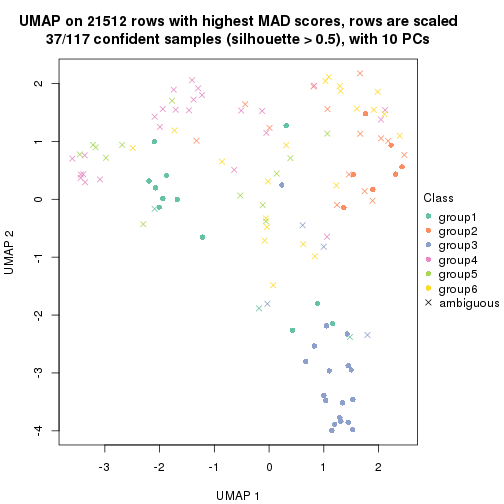 UMAP on 21512 rows with highest MAD scores, rows are scaled
37/117 confident samples (silhouette > 0.5), with 10 PCs
2
1
0
-1
-2
-3
-4
UMAP 2
-3
-2
-1
0
1
2
UMAP 1
Class
group1
group2
group3
group4
group5
group6
ambiguous